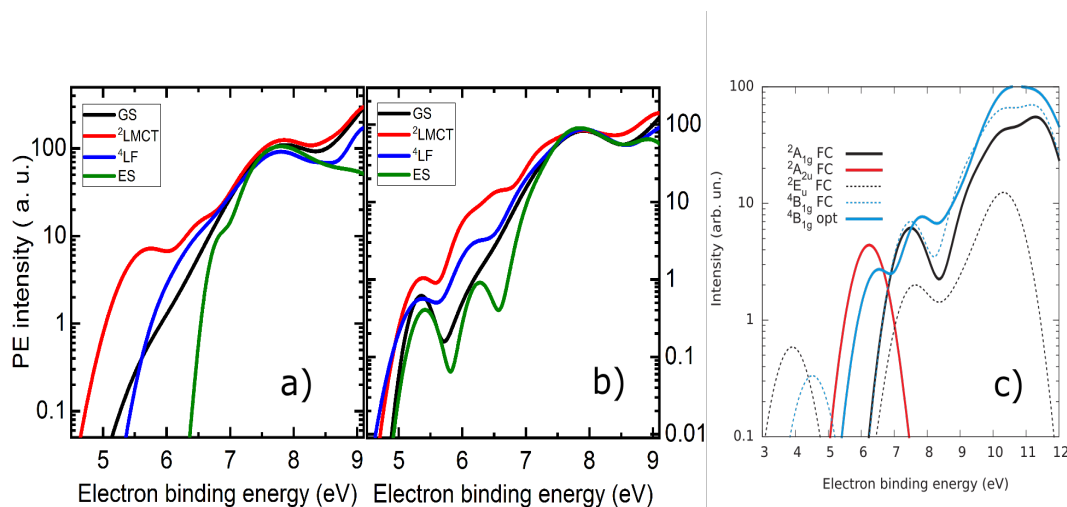 PE intensity ( a. u.)
100
10
1
0.1
GS
²LMCT
⁴LF
ES
a)
5 6 7 8 9
Electron binding energy (eV)
GS
²LMCT
⁴LF
ES
b)
100
10
1
0.1
0.01
5 6 7 8 9
Electron binding energy (eV)
Intensity (arb. un.)
100
10
1
0.1
c)
²A₁g FC
²A₂u FC
²Eu FC
⁴B₁g FC
⁴B₁g opt
3 4 5 6 7 8 9 10 11 12
Electron binding energy (eV)